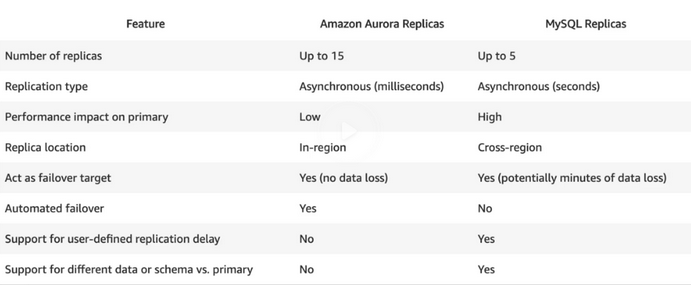 Feature Amazon Aurora Replicas MySQL Replicas
Number of replicas Up to 15 Up to 5
Replication type Asynchronous (milliseconds) Asynchronous (seconds)
Performance impact on primary Low High
Replica location In-region Cross-region
Act as failover target Yes (no data loss) Yes (potentially minutes of data loss)
Automated failover Yes No
Support for user-defined replication delay No Yes
Support for different data or schema vs. primary No Yes